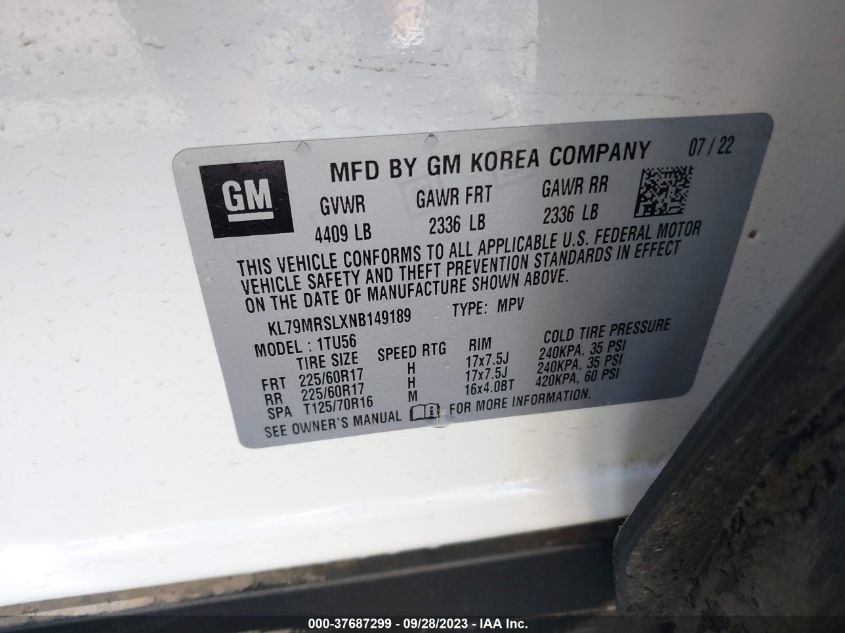 GM
MFD BY GM KOREA COMPANY 07 / 22
GVWR GAWR FRT GAWR RR
4409 LB 2336 LB 2336 LB
THIS VEHICLE CONFORMS TO ALL APPLICABLE U.S. FEDERAL MOTOR
VEHICLE SAFETY AND THEFT PREVENTION STANDARDS IN EFFECT
ON THE DATE OF MANUFACTURE SHOWN ABOVE.
KL79MRSLXNB149189 TYPE: MPV
MODEL : 1TU56
TIRE SIZE SPEED RTG RIM COLD TIRE PRESSURE
FRT 225/60R17 H 17x7.5J 240KPA, 35 PSI
RR 225/60R17 H 17x7.5J 240KPA, 35 PSI
SPA T125/70R16 M 16x4.0BT 420KPA, 60 PSI
SEE OWNER'S MANUAL i FOR MORE INFORMATION.
000-37687299 - 09/28/2023 - IAAI Inc.